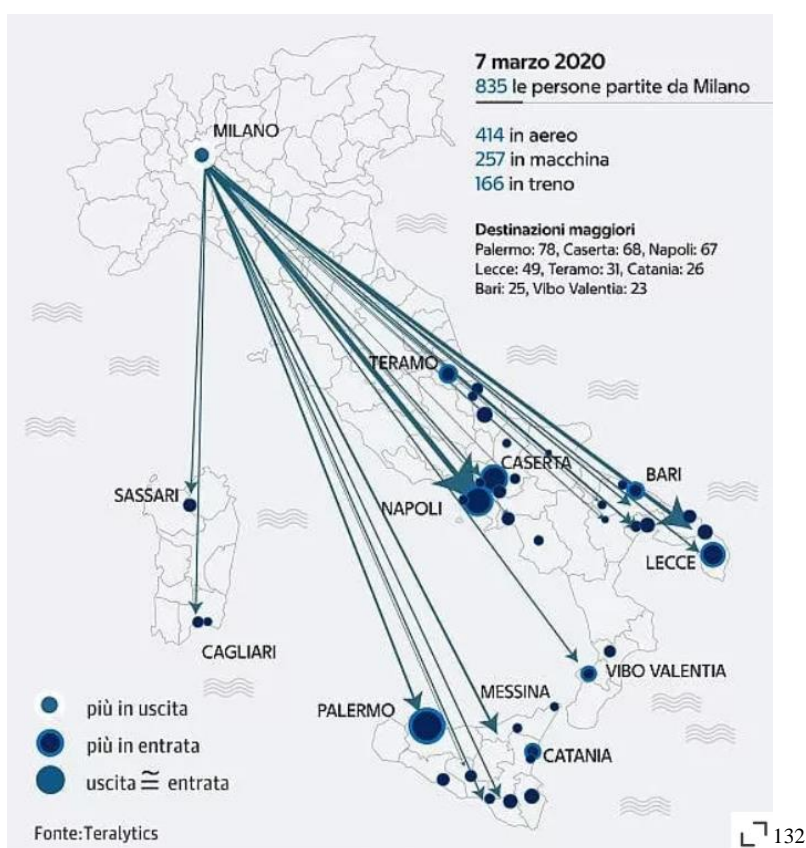 7 marzo 2020
835 le persone partite da Milano
414 in aereo
257 in macchina
166 in treno
Destinazioni maggiori
Palermo: 78, Caserta: 68, Napoli: 67
Lecce: 49, Teramo: 31, Catania: 26
Bari: 25, Vibo Valentia: 23
MILANO
TERAMO
CASERTA
BARI
SASSARI
NAPOLI
LECCE
CAGLIARI
VIBO VALENTIA
MESSINA
PALERMO
CATANIA
più in uscita
più in entrata
uscita ≅ entrata
Fonte:Teralytics
132